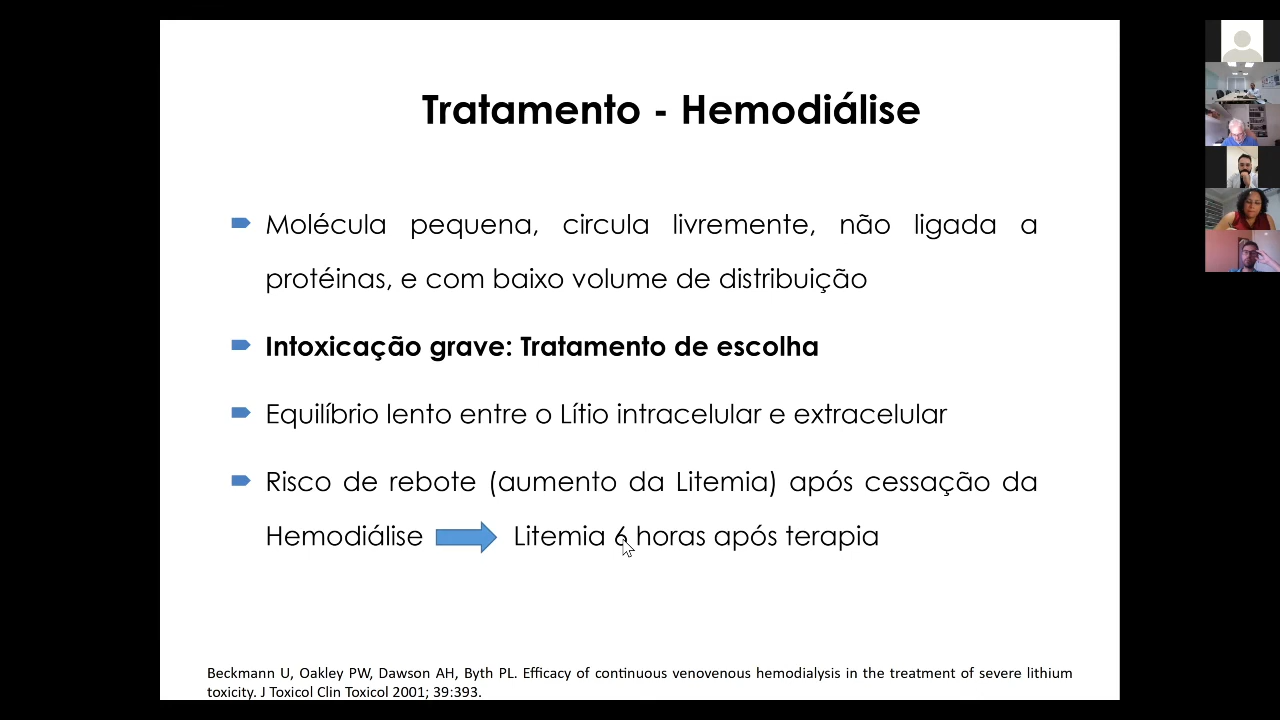 Tratamento - Hemodiálise
Molécula pequena, circula livremente, não ligada a
protéinas, e com baixo volume de distribuição
Intoxicação grave: Tratamento de escolha
Equilíbrio lento entre o Lítio intracelular e extracelular
Risco de rebote (aumento da Litemia) após cessação da
Hemodiálise Litemia 6 horas após terapia
Beckmann U, Oakley PW, Dawson AH, Byth PL. Efficacy of continuous venovenous hemodialysis in the treatment of severe lithium
toxicity. J Toxicol Clin Toxicol 2001; 39:393.